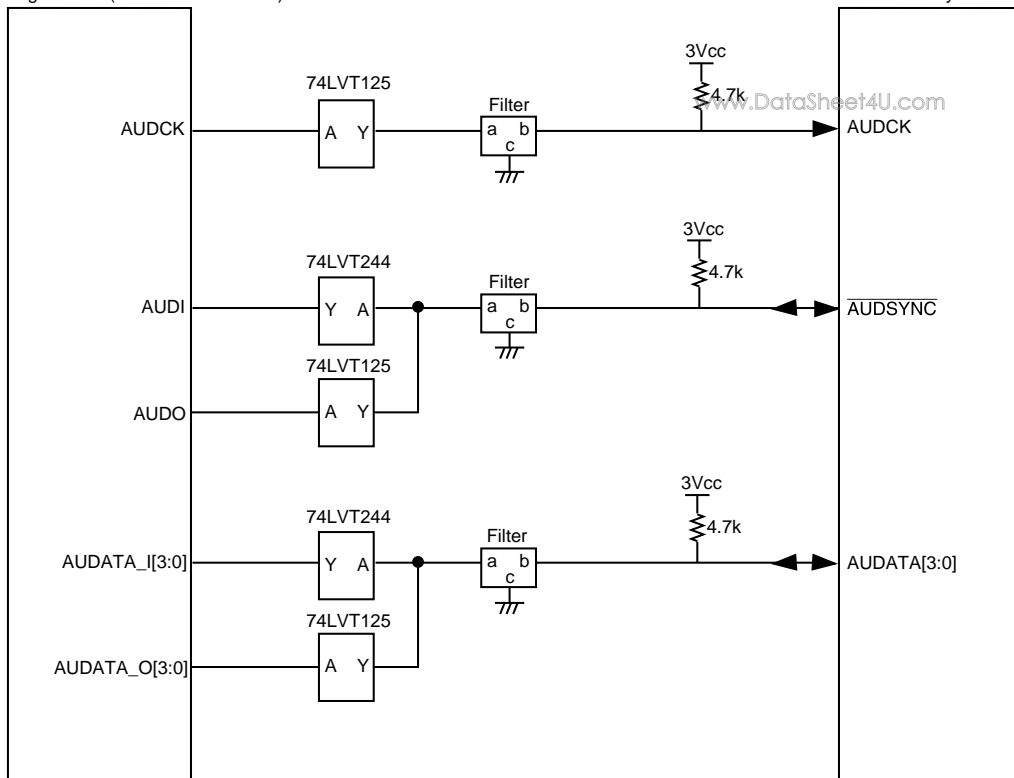 3Vcc
74LVT125
4.7k
www.DataSheet4U.com
Filter
AUDCK
A Y
a b
c
AUDCK
3Vcc
74LVT244
4.7k
Filter
AUDI
Y A
a b
c
AUDSYNC
74LVT125
AUDO
A Y
3Vcc
74LVT244
4.7k
Filter
AUDATA_I[3:0]
Y A
a b
c
AUDATA[3:0]
74LVT125
AUDATA_O[3:0]
A Y